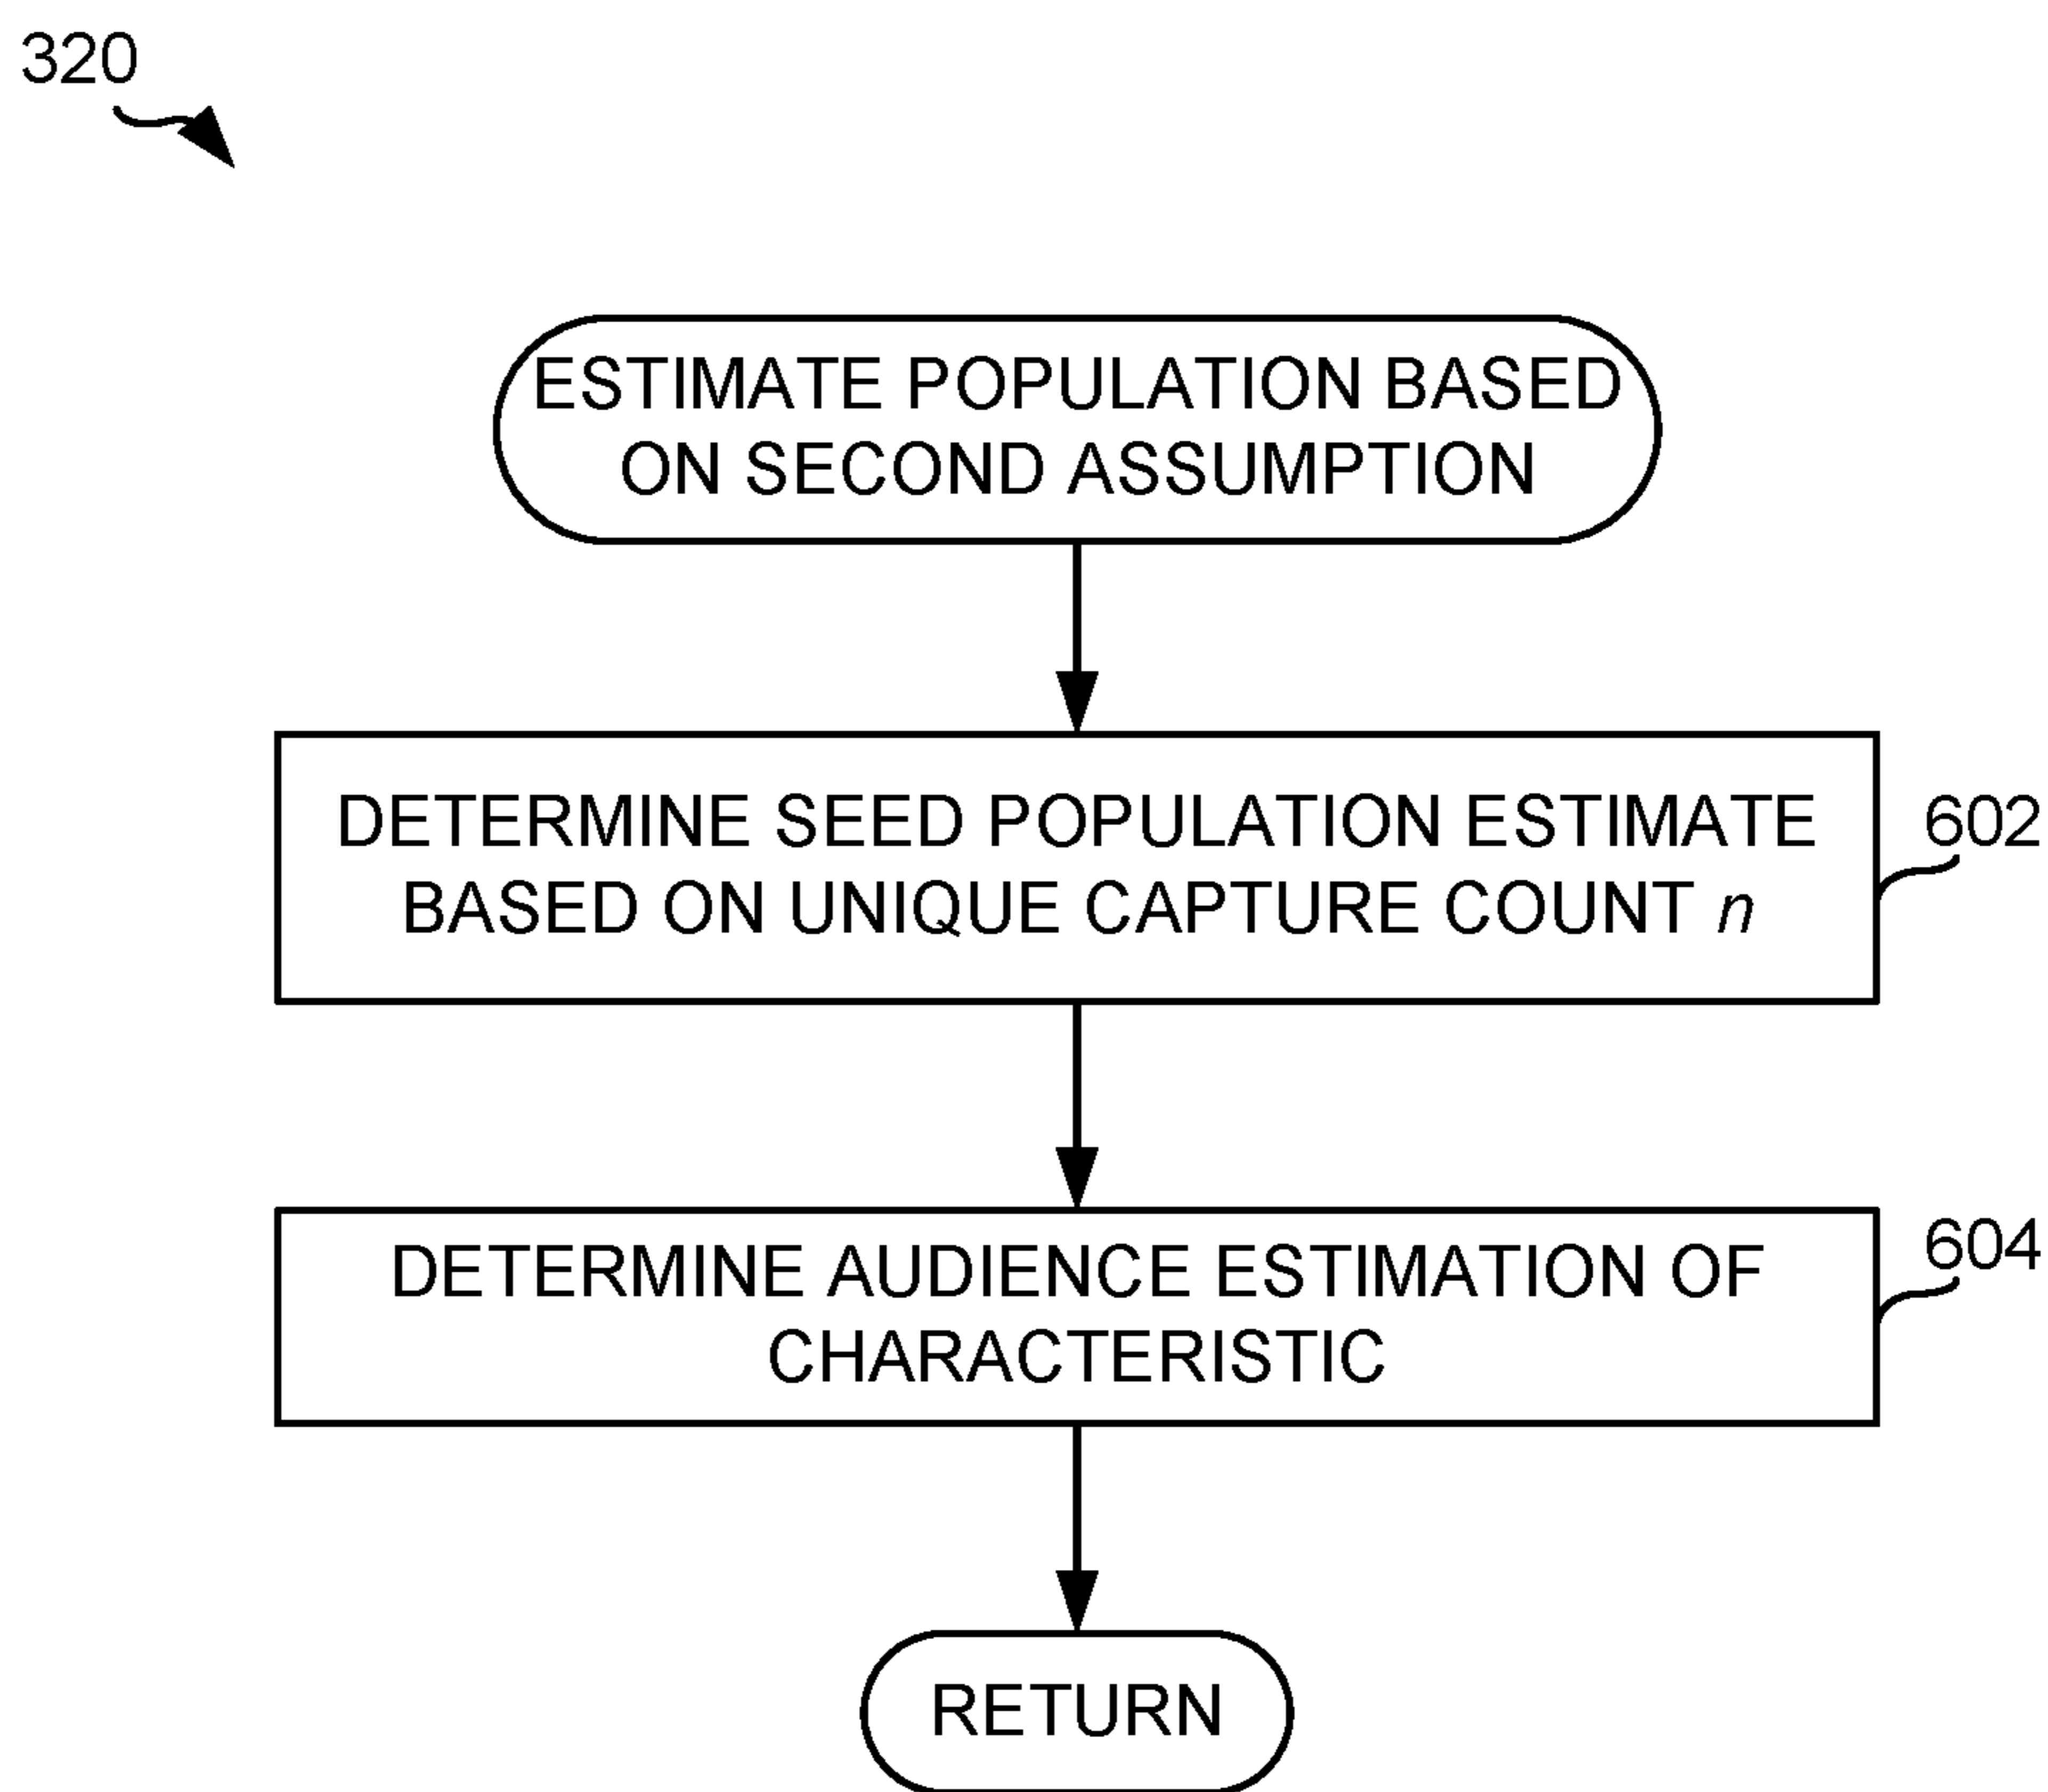 320
ESTIMATE POPULATION BASED
ON SECOND ASSUMPTION
DETERMINE SEED POPULATION ESTIMATE
BASED ON UNIQUE CAPTURE COUNT n
602
DETERMINE AUDIENCE ESTIMATION OF
CHARACTERISTIC
604
RETURN